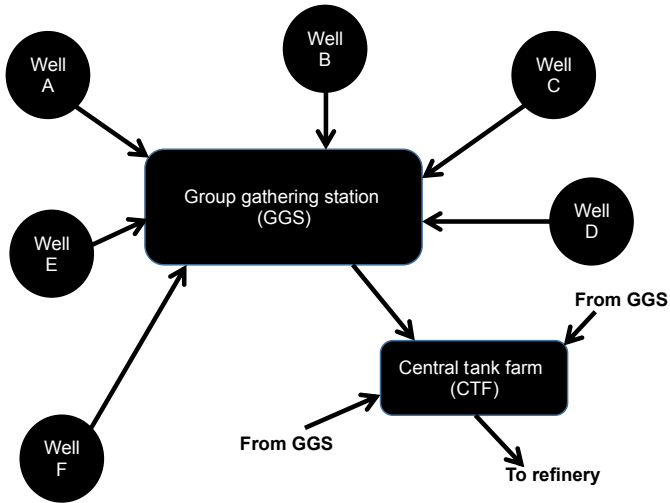 Well
A
Well
B
Well
C
Group gathering station
(GGS)
Well
D
Well
E
From GGS
Central tank farm
(CTF)
Well
F
From GGS
To refinery